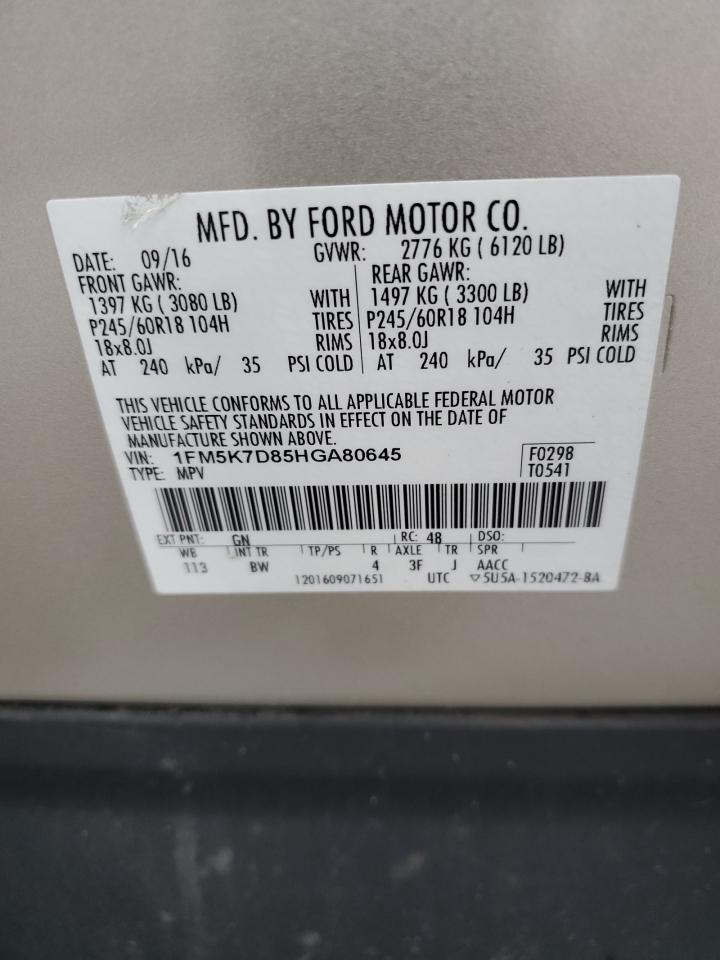 MFD. BY FORD MOTOR CO.
DATE: 09/16 GVWR: 2776 KG ( 6120 LB)
FRONT GAWR: REAR GAWR:
1397 KG ( 3080 LB) WITH 1497 KG ( 3300 LB) WITH
P245/60R18 104H TIRES P245/60R18 104H TIRES
18x8.0J RIMS 18x8.0J RIMS
AT 240 kPa/ 35 PSI COLD AT 240 kPa/ 35 PSI COLD
THIS VEHICLE CONFORMS TO ALL APPLICABLE FEDERAL MOTOR
VEHICLE SAFETY STANDARDS IN EFFECT ON THE DATE OF
MANUFACTURE SHOWN ABOVE.
VIN: 1FM5K7D85HGA80645 F0298
TYPE: MPV T0541
EXT PNT: GN RC: 48 DSO:
WB INT TR TP/PS R AXLE TR SPR
113 BW 4 3F J AACC
1201609071651 UTC ▽5U5A-1520472-BA